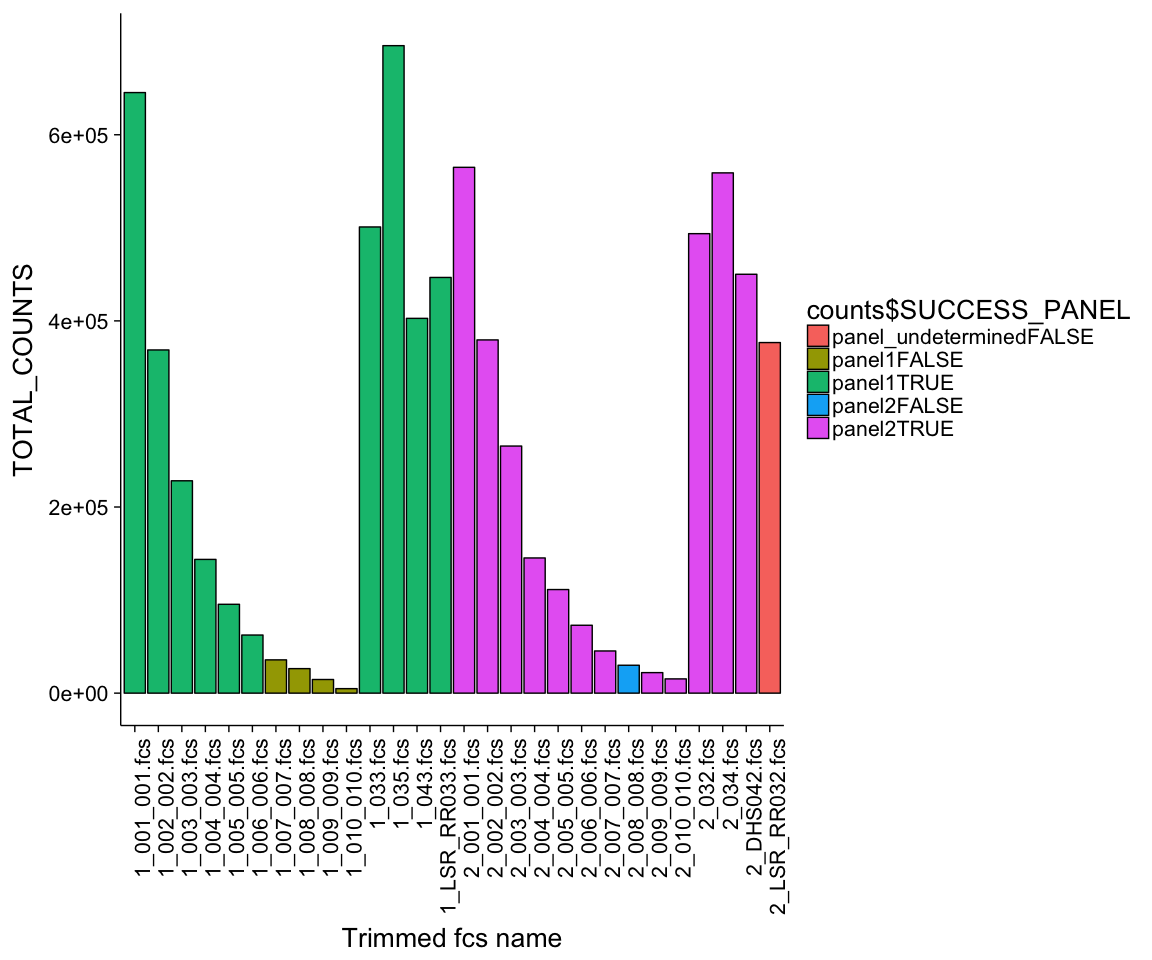 TOTAL_COUNTS
6e+05
4e+05
2e+05
0e+00
1_001_001.fcs
1_002_002.fcs
1_003_003.fcs
1_004_004.fcs
1_005_005.fcs
1_006_006.fcs
1_007_007.fcs
1_008_008.fcs
1_009_009.fcs
1_010_010.fcs
1_033.fcs
1_035.fcs
1_043.fcs
1_LSR_RR033.fcs
2_001_001.fcs
2_002_002.fcs
2_003_003.fcs
2_004_004.fcs
2_005_005.fcs
2_006_006.fcs
2_007_007.fcs
2_008_008.fcs
2_009_009.fcs
2_010_010.fcs
2_032.fcs
2_034.fcs
2_DHS042.fcs
2_LSR_RR032.fcs
Trimmed fcs name
counts$SUCCESS_PANEL
panel_undeterminedFALSE
panel1FALSE
panel1TRUE
panel2FALSE
panel2TRUE